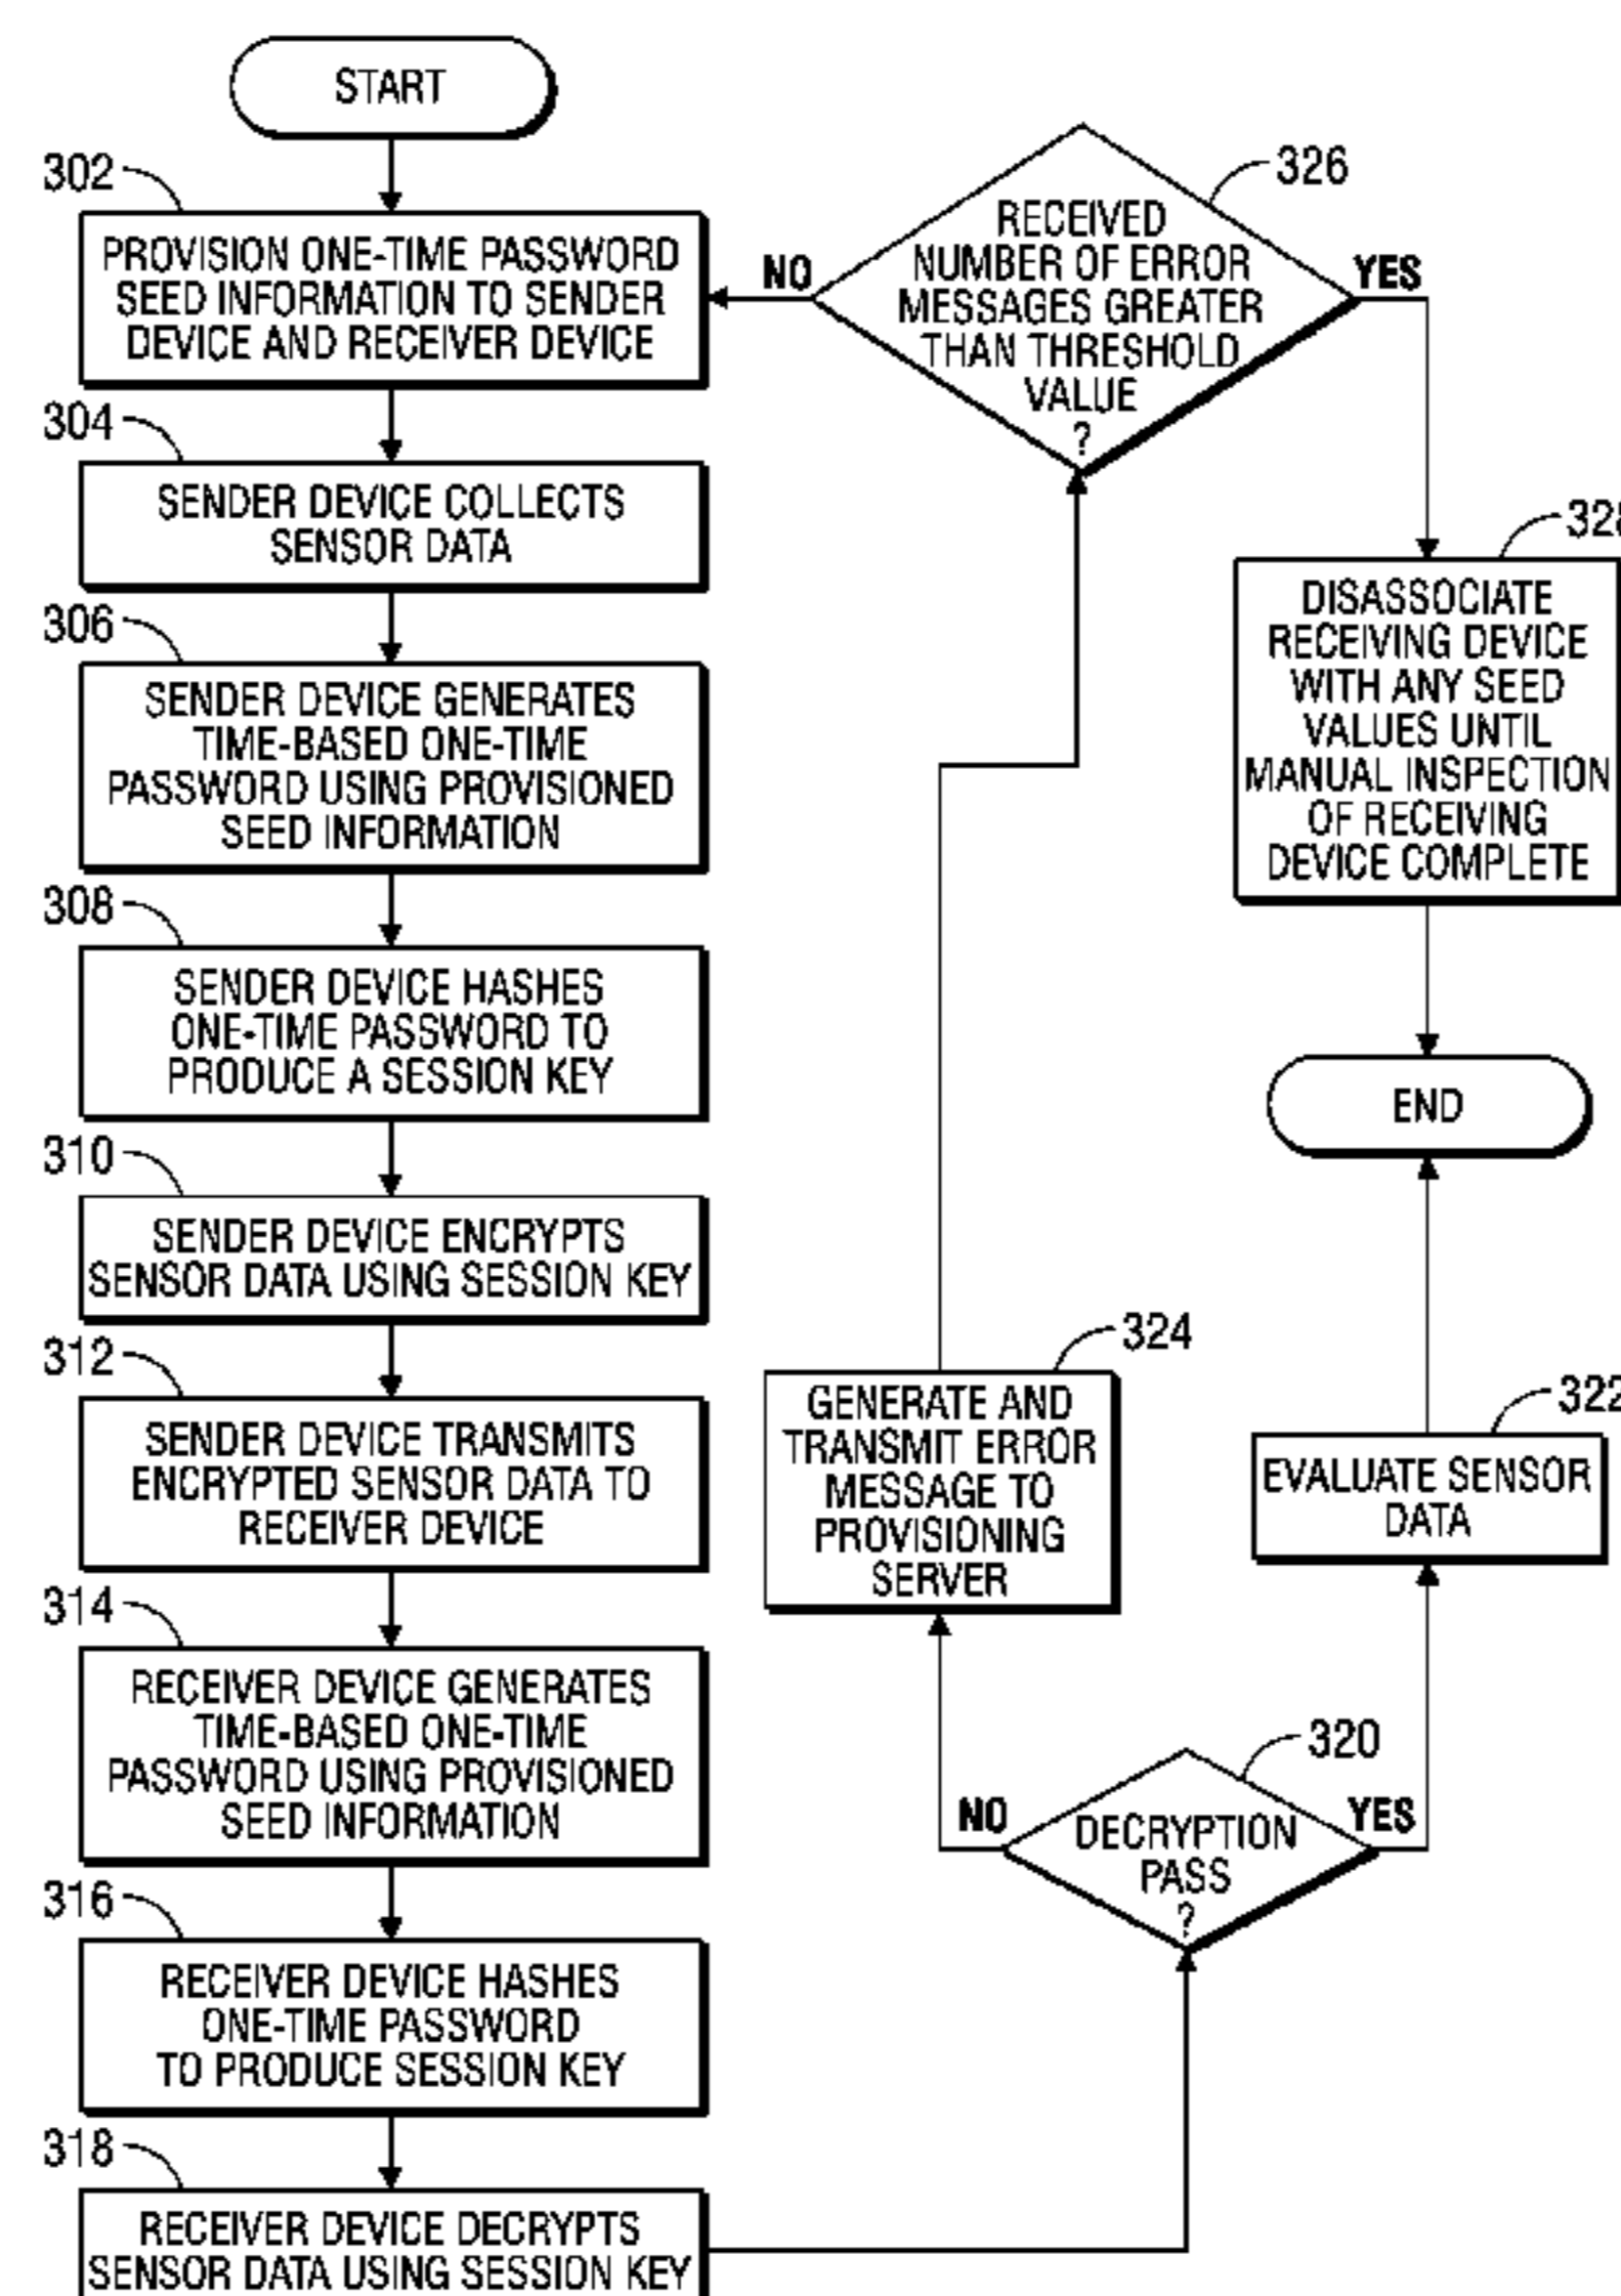 START
302
PROVISION ONE-TIME PASSWORD
SEED INFORMATION TO SENDER
DEVICE AND RECEIVER DEVICE
304
SENDER DEVICE COLLECTS
SENSOR DATA
306
SENDER DEVICE GENERATES
TIME-BASED ONE-TIME
PASSWORD USING PROVISIONED
SEED INFORMATION
308
SENDER DEVICE HASHES
ONE-TIME PASSWORD TO
PRODUCE A SESSION KEY
310
SENDER DEVICE ENCRYPTS
SENSOR DATA USING SESSION KEY
312
SENDER DEVICE TRANSMITS
ENCRYPTED SENSOR DATA TO
RECEIVER DEVICE
314
RECEIVER DEVICE GENERATES
TIME-BASED ONE-TIME
PASSWORD USING PROVISIONED
SEED INFORMATION
316
RECEIVER DEVICE HASHES
ONE-TIME PASSWORD
TO PRODUCE SESSION KEY
318
RECEIVER DEVICE DECRYPTS
SENSOR DATA USING SESSION KEY
320
DECRYPTION
PASS
?
NO
YES
322
EVALUATE SENSOR
DATA
324
GENERATE AND
TRANSMIT ERROR
MESSAGE TO
PROVISIONING
SERVER
326
RECEIVED
NUMBER OF ERROR
MESSAGES GREATER
THAN THRESHOLD
VALUE
?
NO
YES
328
DISASSOCIATE
RECEIVING DEVICE
WITH ANY SEED
VALUES UNTIL
MANUAL INSPECTION
OF RECEIVING
DEVICE COMPLETE
END